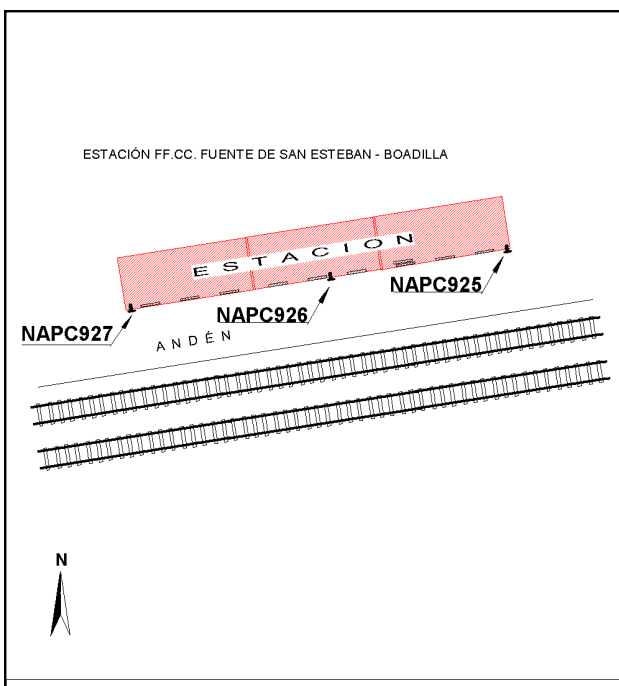 ESTACIÓN FF.CC. FUENTE DE SAN ESTEBAN - BOADILLA
ESTACION
NAPC925
NAPC926
NAPC927
ANDÉN
N